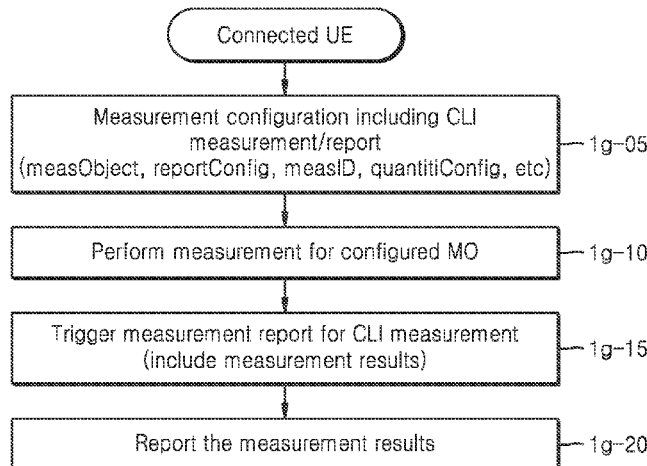 Connected UE
Measurement configuration including CLI
measurement/report
(measObject, reportConfig, measID, quantitiConfig, etc)
1g-05
Perform measurement for configured MO
1g-10
Trigger measurement report for CLI measurement
(include measurement results)
1g-15
Report the measurement results
1g-20